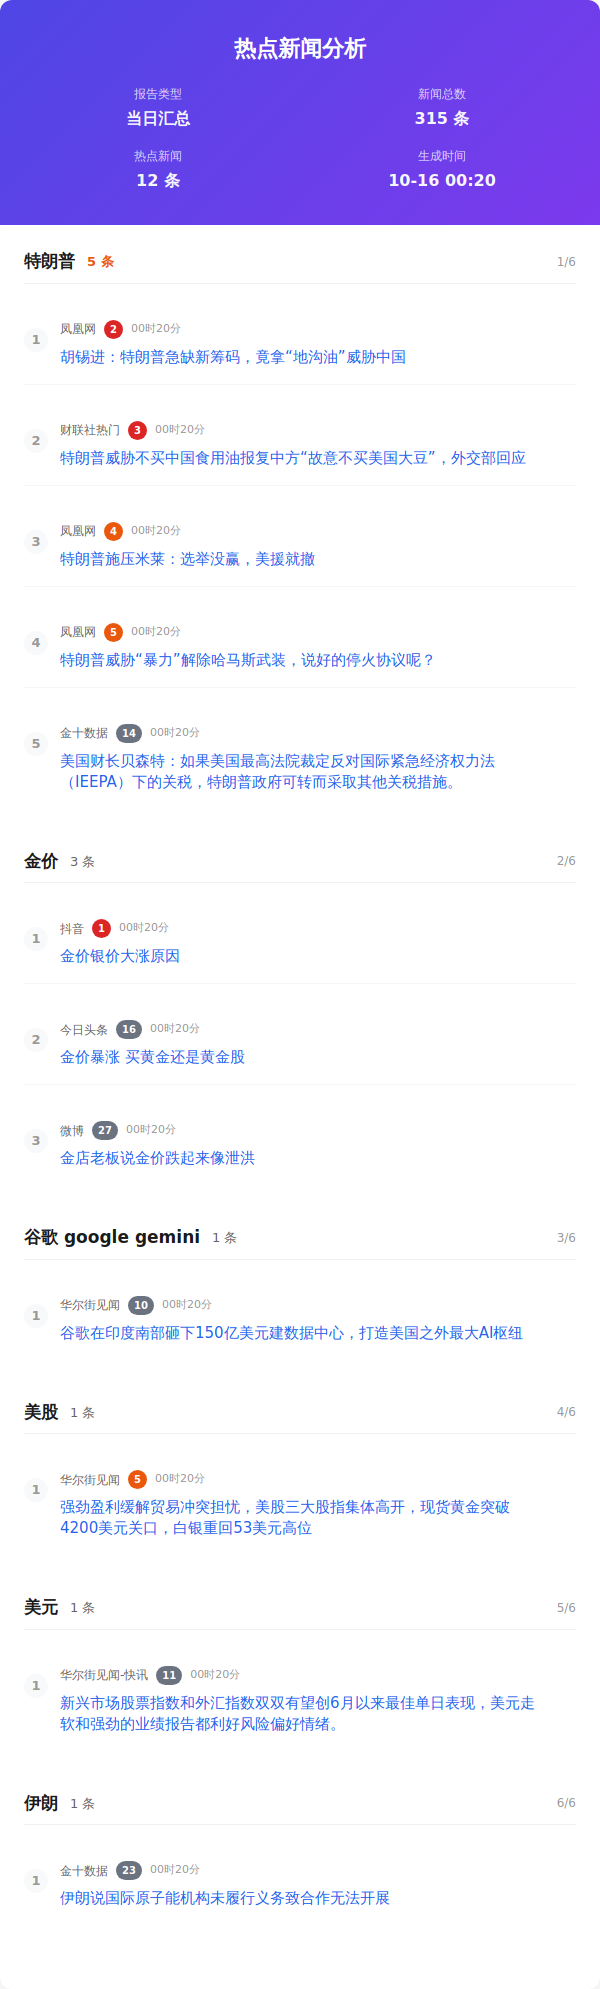 热点新闻分析
报告类型
新闻总数
当日汇总
315 条
热点新闻
生成时间
12 条
10-16 00:20
特朗普 5 条 1/6
1 凤凰网 2 00时20分
胡锡进：特朗普急缺新筹码，竟拿“地沟油”威胁中国
2 财联社热门 3 00时20分
特朗普威胁不买中国食用油报复中方“故意不买美国大豆”，外交部回应
3 凤凰网 4 00时20分
特朗普施压米莱：选举没赢，美援就撤
4 凤凰网 5 00时20分
特朗普威胁“暴力”解除哈马斯武装，说好的停火协议呢？
5 金十数据 14 00时20分
美国财长贝森特：如果美国最高法院裁定反对国际紧急经济权力法
（IEEPA）下的关税，特朗普政府可转而采取其他关税措施。
金价 3 条 2/6
1 抖音 1 00时20分
金价银价大涨原因
2 今日头条 16 00时20分
金价暴涨 买黄金还是黄金股
3 微博 27 00时20分
金店老板说金价跌起来像泄洪
谷歌 google gemini 1 条 3/6
1 华尔街见闻 10 00时20分
谷歌在印度南部砸下150亿美元建数据中心，打造美国之外最大AI枢纽
美股 1 条 4/6
1 华尔街见闻 5 00时20分
强劲盈利缓解贸易冲突担忧，美股三大股指集体高开，现货黄金突破
4200美元关口，白银重回53美元高位
美元 1 条 5/6
1 华尔街见闻-快讯 11 00时20分
新兴市场股票指数和外汇指数双双有望创6月以来最佳单日表现，美元走
软和强劲的业绩报告都利好风险偏好情绪。
伊朗 1 条 6/6
1 金十数据 23 00时20分
伊朗说国际原子能机构未履行义务致合作无法开展